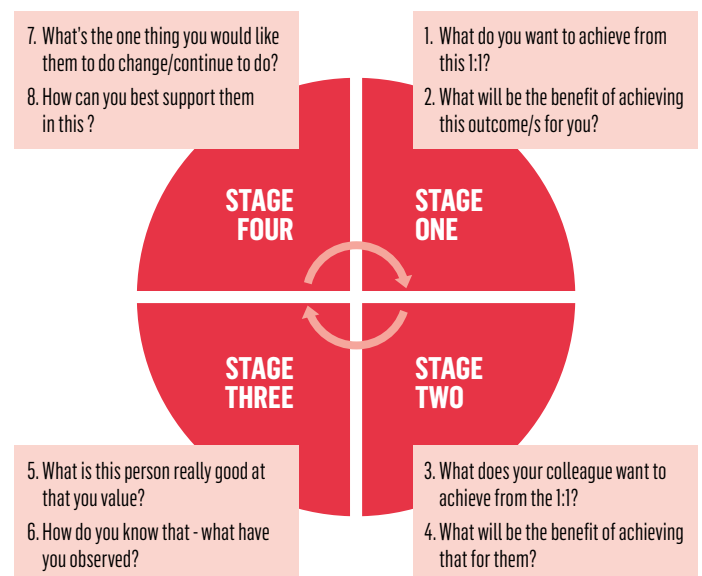 7. What's the one thing you would like
them to do change/continue to do?
8. How can you best support them
in this ?
1. What do you want to achieve from
this 1:1?
2. What will be the benefit of achieving
this outcome/s for you?
STAGE
FOUR
STAGE
ONE
STAGE
THREE
STAGE
TWO
5. What is this person really good at
that you value?
6. How do you know that - what have
you observed?
3. What does your colleague want to
achieve from the 1:1?
4. What will be the benefit of achieving
that for them?